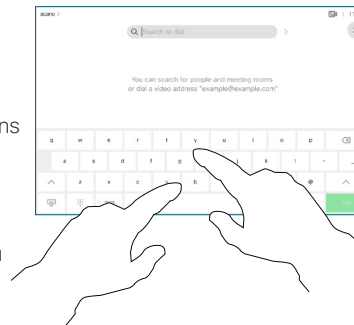 acano >
Search or dial
You can search for people and meeting rooms
or dial a video address "example@example.com"
q w e r t y u i o p
a s d f g k l - _
z x c v b @
ns